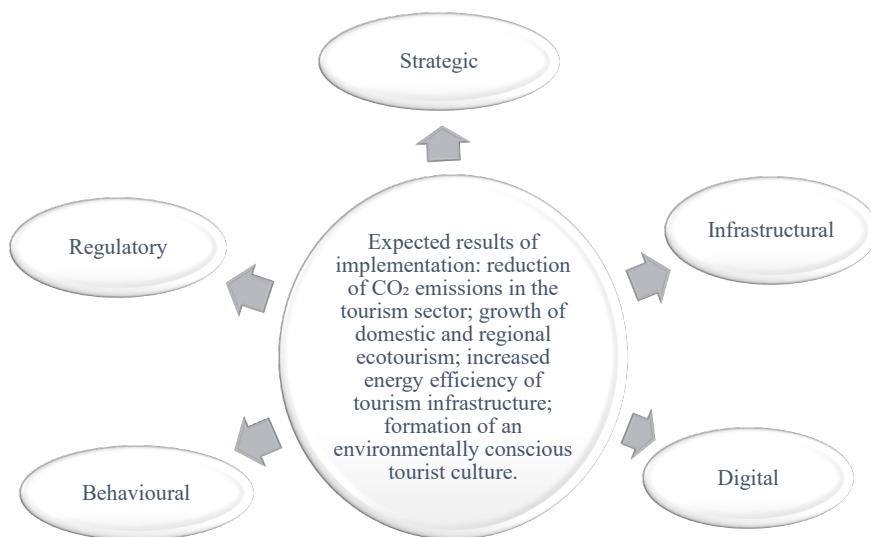 Strategic
Regulatory
Infrastructural
Expected results of
implementation: reduction
of CO₂ emissions in the
tourism sector; growth of
domestic and regional
ecotourism; increased
energy efficiency of
tourism infrastructure;
formation of an
environmentally conscious
tourist culture.
Behavioural
Digital